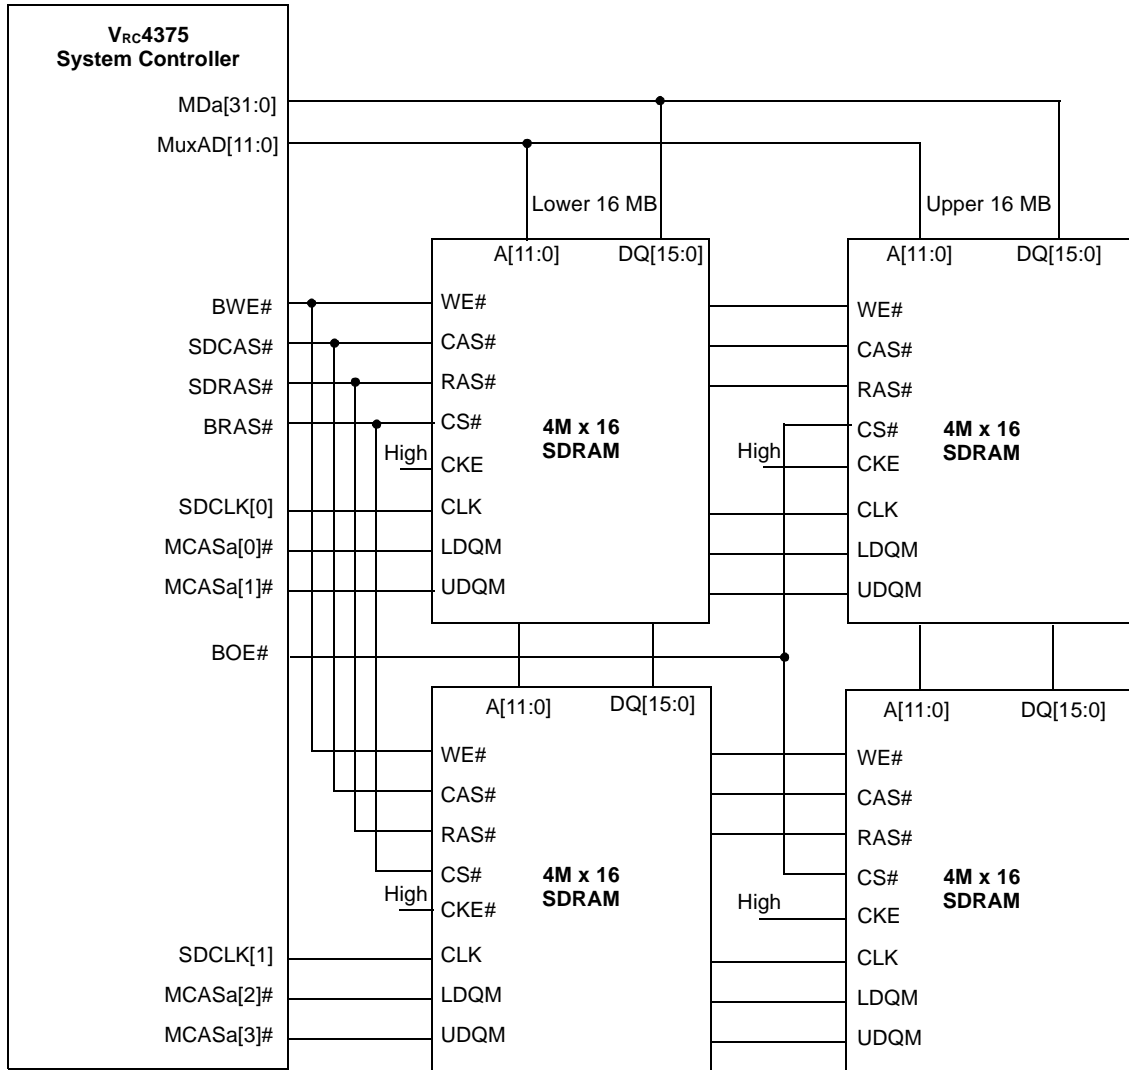 VRC4375
System Controller
MDa[31:0]
MuxAD[11:0]
BWE#
SDCAS#
SDRAS#
BRAS#
SDCLK[0]
MCASa[0]#
MCASa[1]#
BOE#
SDCLK[1]
MCASa[2]#
MCASa[3]#
Lower 16 MB
A[11:0] DQ[15:0]
WE#
CAS#
RAS#
CS#
High
CKE
CLK
LDQM
UDQM
4M x 16
SDRAM
Upper 16 MB
A[11:0] DQ[15:0]
WE#
CAS#
RAS#
CS#
High
CKE
CLK
LDQM
UDQM
4M x 16
SDRAM
A[11:0] DQ[15:0]
WE#
CAS#
RAS#
CS#
High
CKE#
CLK
LDQM
UDQM
4M x 16
SDRAM
A[11:0] DQ[15:0]
WE#
CAS#
RAS#
CS#
High
CKE
CLK
LDQM
UDQM
4M x 16
SDRAM